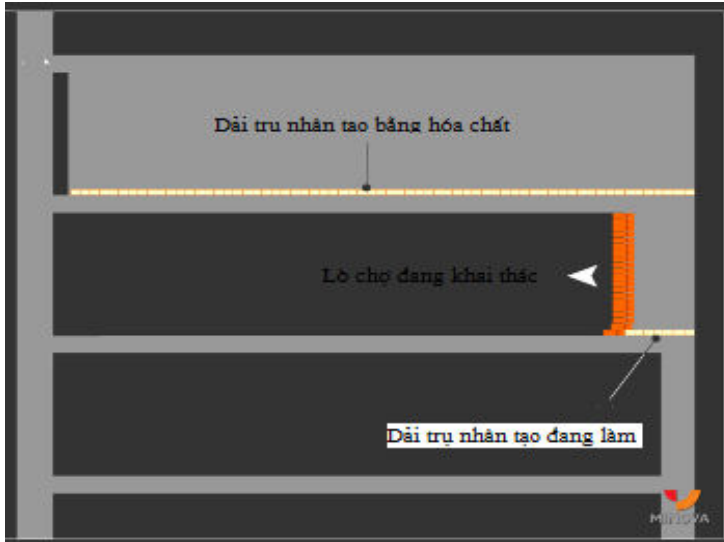 Dải trụ nhân tạo bằng hóa chất
Lò chợ đang khai thác
Dải trụ nhân tạo đang làm
MINOVA